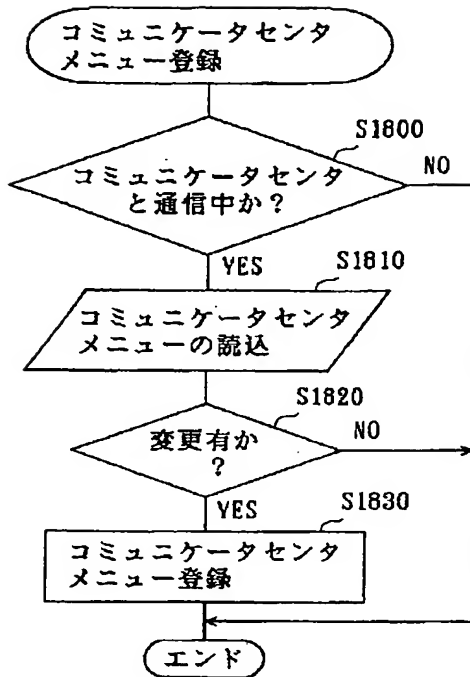 コミュニケータセンタ
メニュー登録
S1800
NO
コミュニケータセンタ
と通信中か？
YES
S1810
コミュニケータセンタ
メニューの読込
S1820
NO
変更有か
？
YES
S1830
コミュニケータセンタ
メニュー登録
エンド